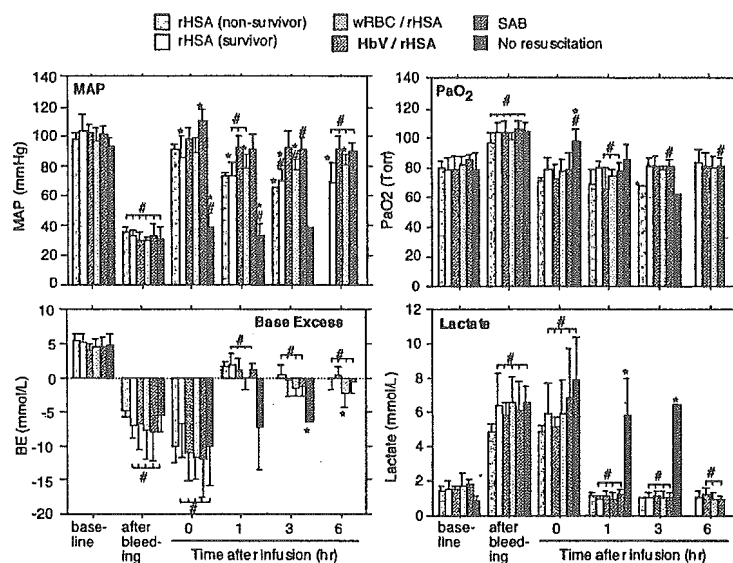 rHSA (non-survivor) wRBC / rHSA SAB
rHSA (survivor) HbV / rHSA No resuscitation
MAP
MAP (mmHg)
140
120
100
80
60
40
20
0
# * # * # * * # * # * # * # * # * #
PaO2
PaO2 (Torr)
140
120
100
80
60
40
20
0
# * # # * # #
Base Excess
BE (mmol/L)
10
5
0
-5
-10
-15
-20
# # # # * # *
Lactate
Lactate (mmol/L)
12
10
8
6
4
2
0
* # # # * # * #
base-line after bleeding 0 1 3 6
Time after infusion (hr)
base-line after bleeding 0 1 3 6
Time after infusion (hr)